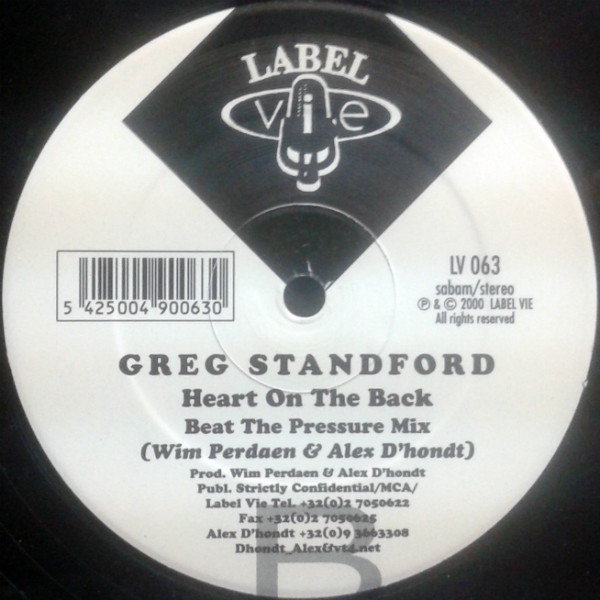 LABEL
vie
5 425004 900630
LV 063
sabam/stereo
℗ & © 2000 LABEL VIE
All rights reserved
GREG STANDFORD
Heart On The Back
Beat The Pressure Mix
(Wim Perdaen & Alex D'hondt)
Prod. Wim Perdaen & Alex D'hondt
Publ. Strictly Confidential/MCA/
Label Vie Tel. +32(0)2 7050622
Fax +32(0)2 7050625
Alex D'hondt +32(0)9 3663308
Dhondt_Alex&vt4.net
B